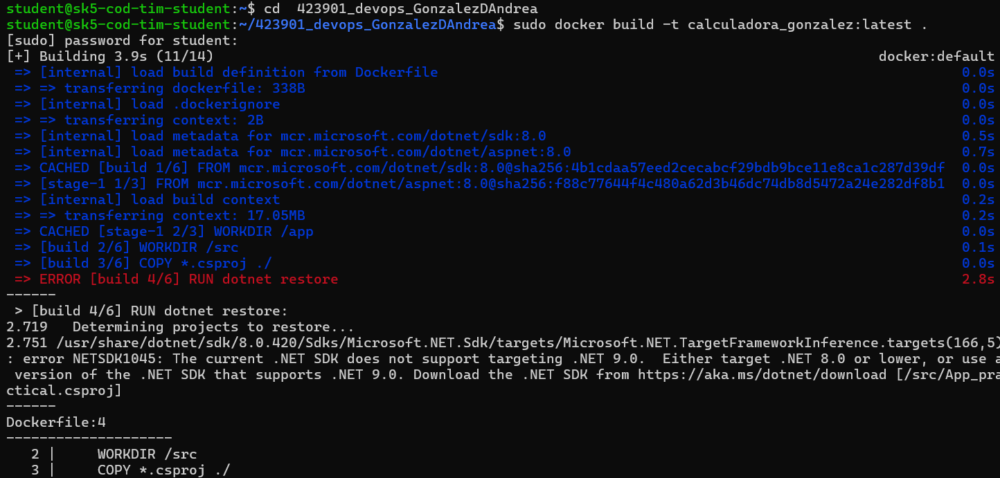 student@sk5-cod-tim-student:~$ cd  423901_devops_GonzalezDAndrea
student@sk5-cod-tim-student:~/423901_devops_GonzalezDAndrea$ sudo docker build -t calculadora_gonzalez:latest .
[sudo] password for student:
[+] Building 3.9s (11/14) docker:default
=> [internal] load build definition from Dockerfile 0.0s
=> => transferring dockerfile: 338B 0.0s
=> [internal] load .dockerignore 0.0s
=> => transferring context: 2B 0.0s
=> [internal] load metadata for mcr.microsoft.com/dotnet/sdk:8.0 0.5s
=> [internal] load metadata for mcr.microsoft.com/dotnet/aspnet:8.0 0.7s
=> CACHED [build 1/6] FROM mcr.microsoft.com/dotnet/sdk:8.0@sha256:4b1cdaa57eed2cecabcf29bdb9bce11e8ca1c287d39df 0.0s
=> [stage-1 1/3] FROM mcr.microsoft.com/dotnet/aspnet:8.0@sha256:f88c77644f4c480a62d3b46dc74db8d5472a24e282df8b1 0.0s
=> [internal] load build context 0.2s
=> => transferring context: 17.05MB 0.2s
=> CACHED [stage-1 2/3] WORKDIR /app 0.0s
=> [build 2/6] WORKDIR /src 0.1s
=> [build 3/6] COPY *.csproj ./ 0.0s
=> ERROR [build 4/6] RUN dotnet restore 2.8s
------
> [build 4/6] RUN dotnet restore:
2.719   Determining projects to restore...
2.751 /usr/share/dotnet/sdk/8.0.420/Sdks/Microsoft.NET.Sdk/targets/Microsoft.NET.TargetFrameworkInference.targets(166,5)
: error NETSDK1045: The current .NET SDK does not support targeting .NET 9.0.  Either target .NET 8.0 or lower, or use a
version of the .NET SDK that supports .NET 9.0. Download the .NET SDK from https://aka.ms/dotnet/download [/src/App_pra
ctical.csproj]
------
Dockerfile:4
--------------------
2 |     WORKDIR /src
3 |     COPY *.csproj ./